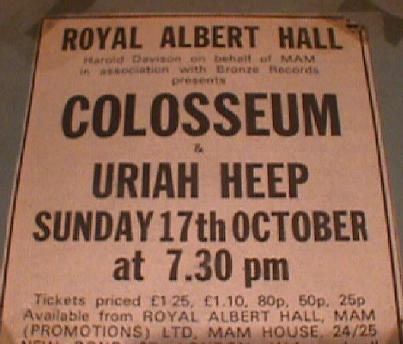 ROYAL ALBERT HALL
Harold Davison on behalf of MAM
in association with Bronze Records
presents
COLOSSEUM
&
URIAH HEEP
SUNDAY 17th OCTOBER
at 7.30 pm
Tickets priced £1·25, £1.10, 80p, 50p, 25p
Available from ROYAL ALBERT HALL, MAM
(PROMOTIONS) LTD, MAM HOUSE, 24/25